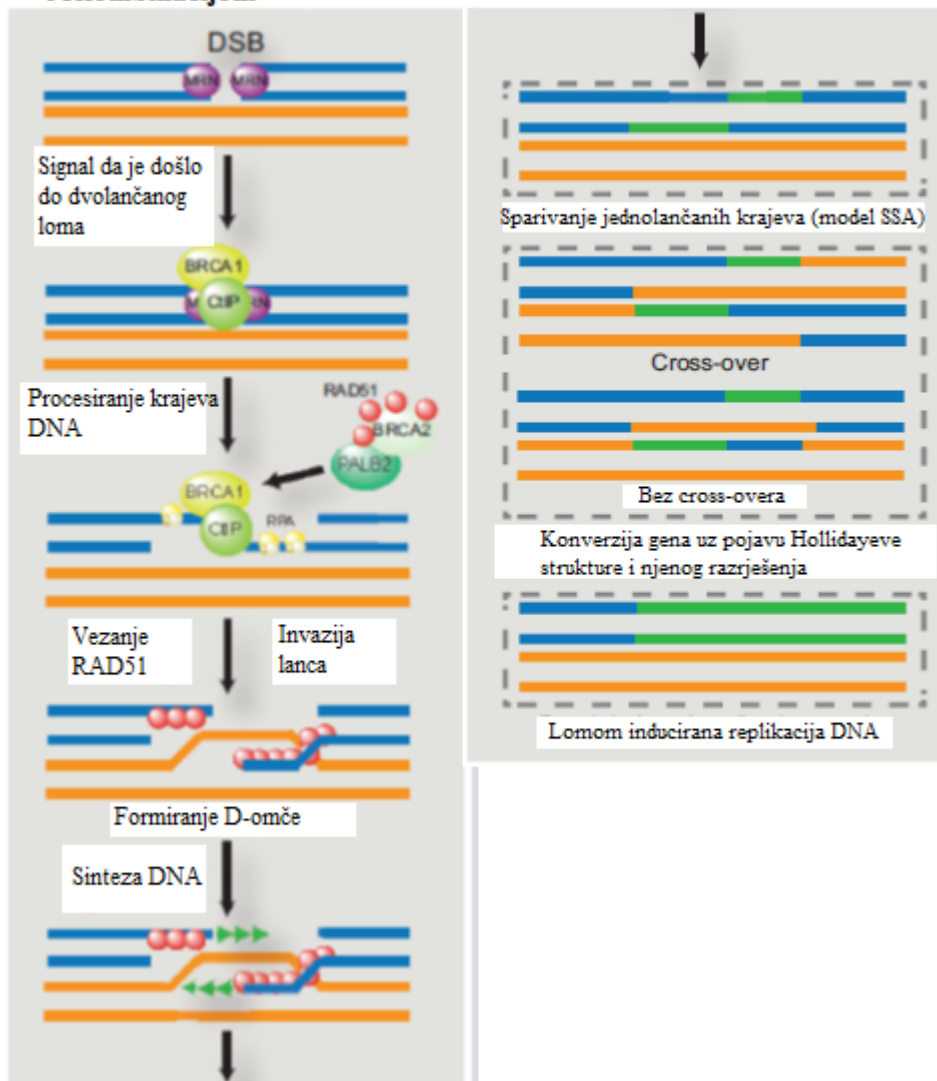 DSB
MRN MRN
Signal da je došlo
do dvolančanog
loma
BRCA1
CtIP
Procesiranje krajeva
DNA
RAD51
BRCA2
PALB2
BRCA1
CtIP
RPA
Vezanje
RAD51
Invazija
lanca
Formiranje D-omče
Sinteza DNA
Sparivanje jednolančanih krajeva (model SSA)
Cross-over
Bez cross-overa
Konverzija gena uz pojavu Hollidayeve
strukture i njenog razrješenja
Lomom inducirana replikacija DNA